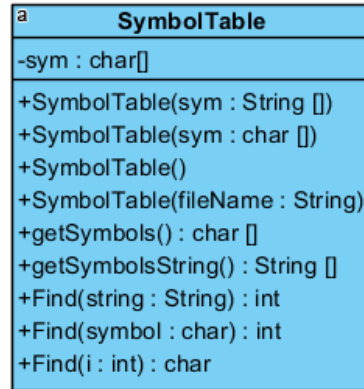 a
SymbolTable
-sym : char[]
+SymbolTable(sym : String [])
+SymbolTable(sym : char [])
+SymbolTable()
+SymbolTable(fileName : String)
+getSymbols() : char []
+getSymbolsString() : String []
+Find(string : String) : int
+Find(symbol : char) : int
+Find(i : int) : char